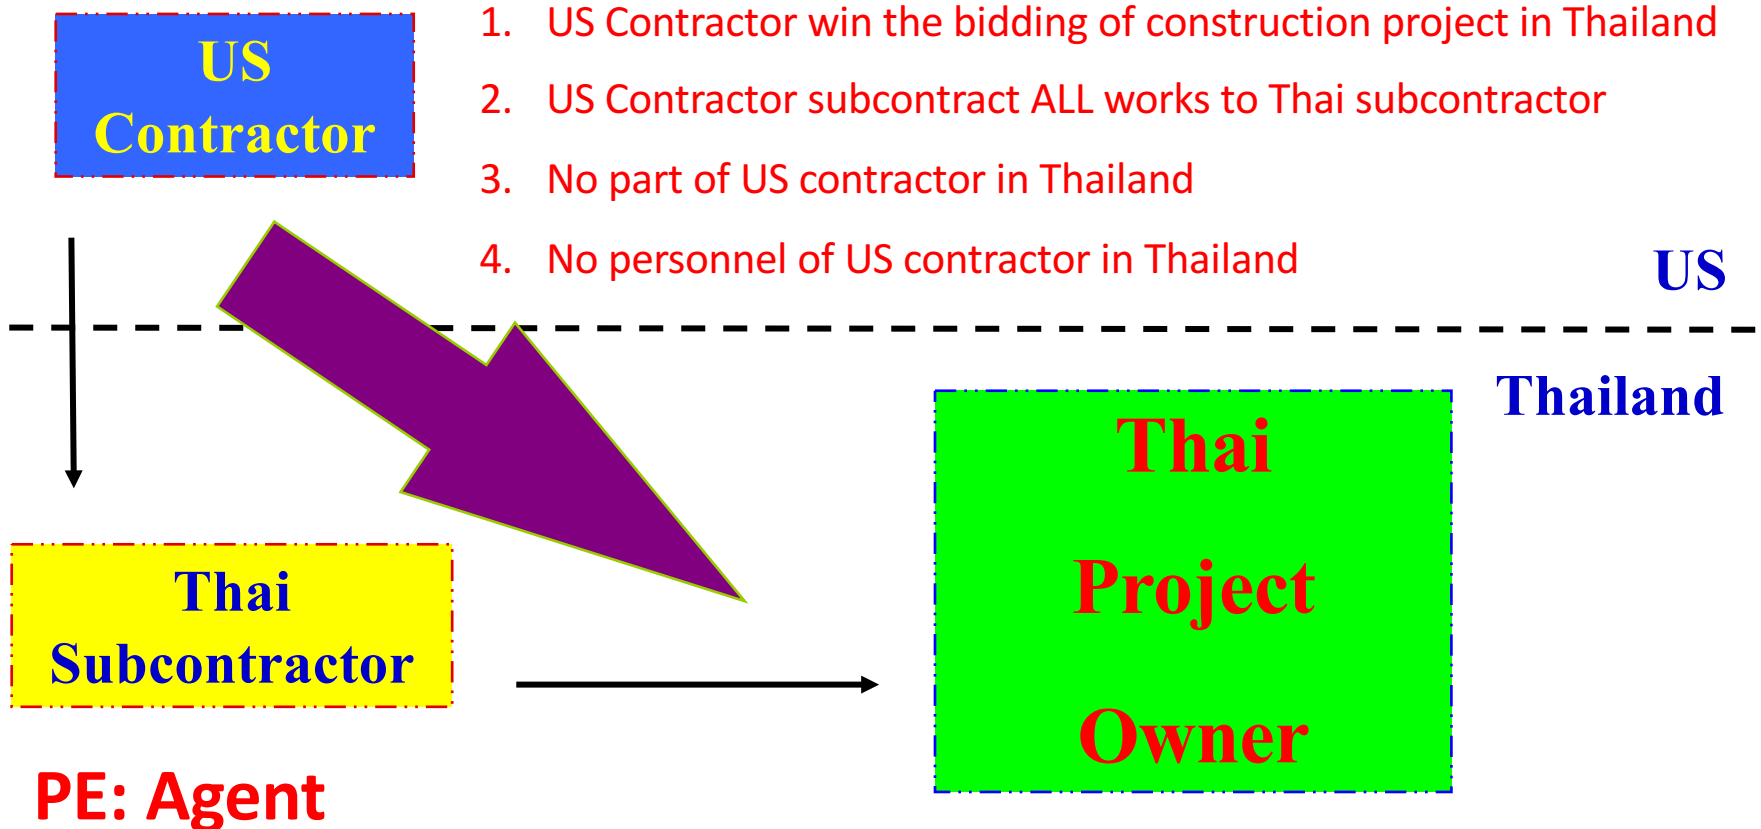 US
Contractor
1. US Contractor win the bidding of construction project in Thailand
2. US Contractor subcontract ALL works to Thai subcontractor
3. No part of US contractor in Thailand
4. No personnel of US contractor in Thailand
US
Thailand
Thai
Project
Owner
Thai
Subcontractor
PE: Agent